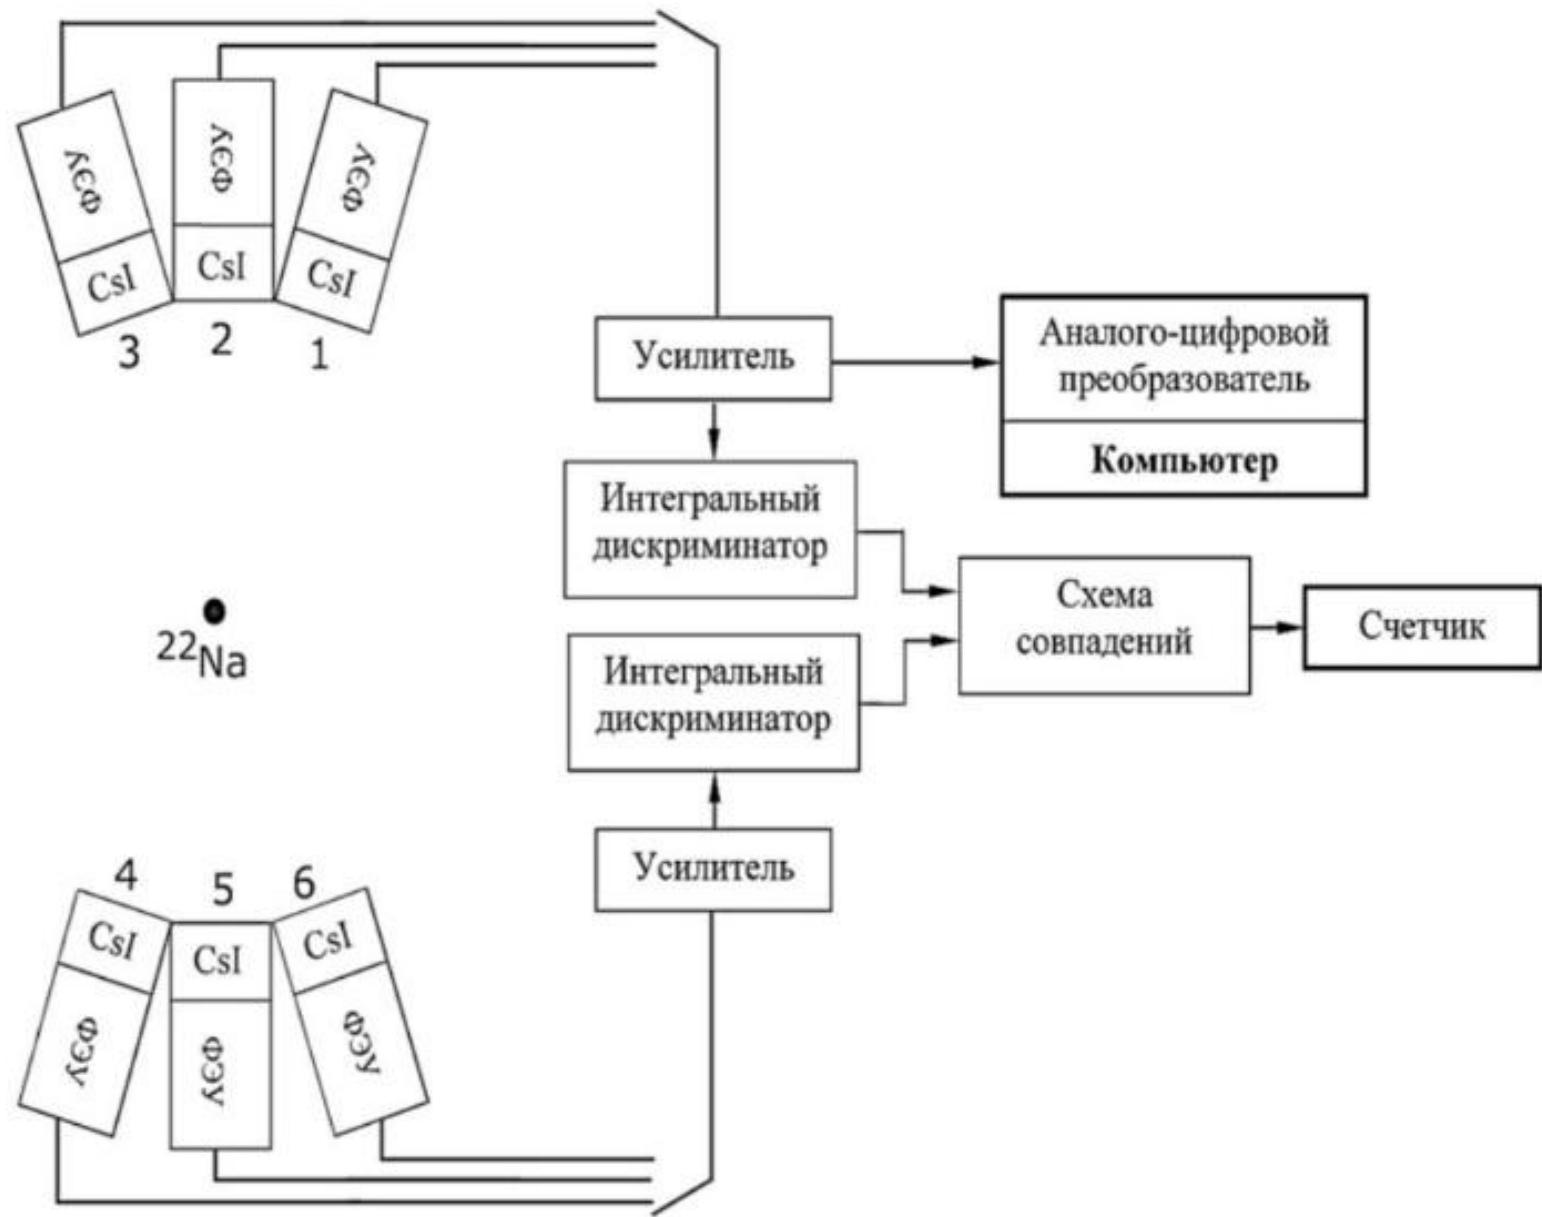 ФЭУ
ФЭУ
ФЭУ
CsI
CsI
CsI
3
2
1
Усилитель
Аналого-цифровой
преобразователь
Компьютер
Интегральный
дискриминатор
Схема
совпадений
Счетчик
²²Na
Интегральный
дискриминатор
Усилитель
4
5
6
CsI
CsI
CsI
ФЭУ
ФЭУ
ФЭУ